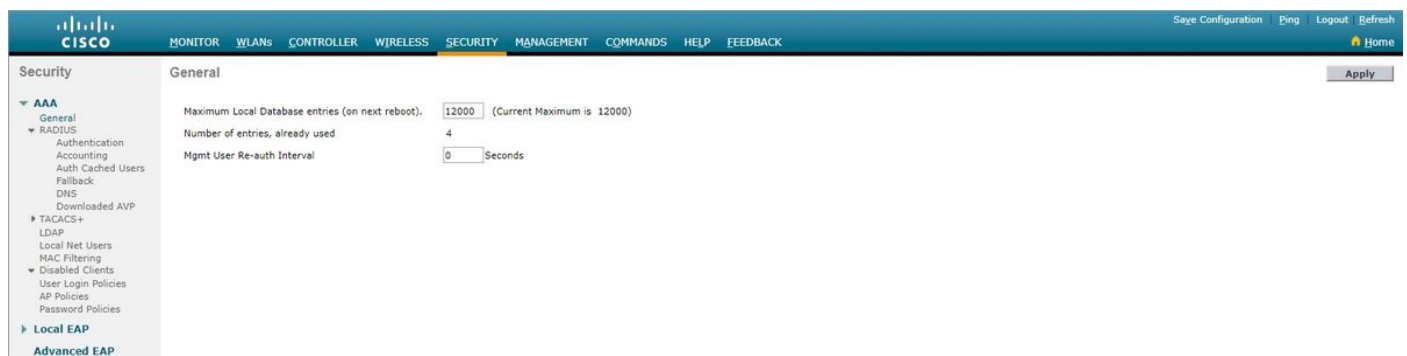 Save Configuration Ping Logout Refresh
CISCO
MONITOR WLANs CONTROLLER WIRELESS SECURITY MANAGEMENT COMMANDS HELP FEEDBACK
Home
Security
AAA
General
RADIUS
Authentication
Accounting
Auth Cached Users
Fallback
DNS
Downloaded AVP
TACACS+
LDAP
Local Net Users
MAC Filtering
Disabled Clients
User Login Policies
AP Policies
Password Policies
Local EAP
Advanced EAP
General
Apply
Maximum Local Database entries (on next reboot). 12000 (Current Maximum is 12000)
Number of entries, already used 4
Mgmt User Re-auth Interval 0 Seconds